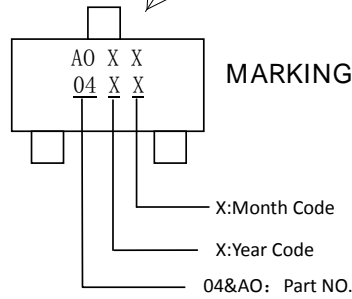 AO X X
04 X X
MARKING
X:Month Code
X:Year Code
04&AO：Part NO.